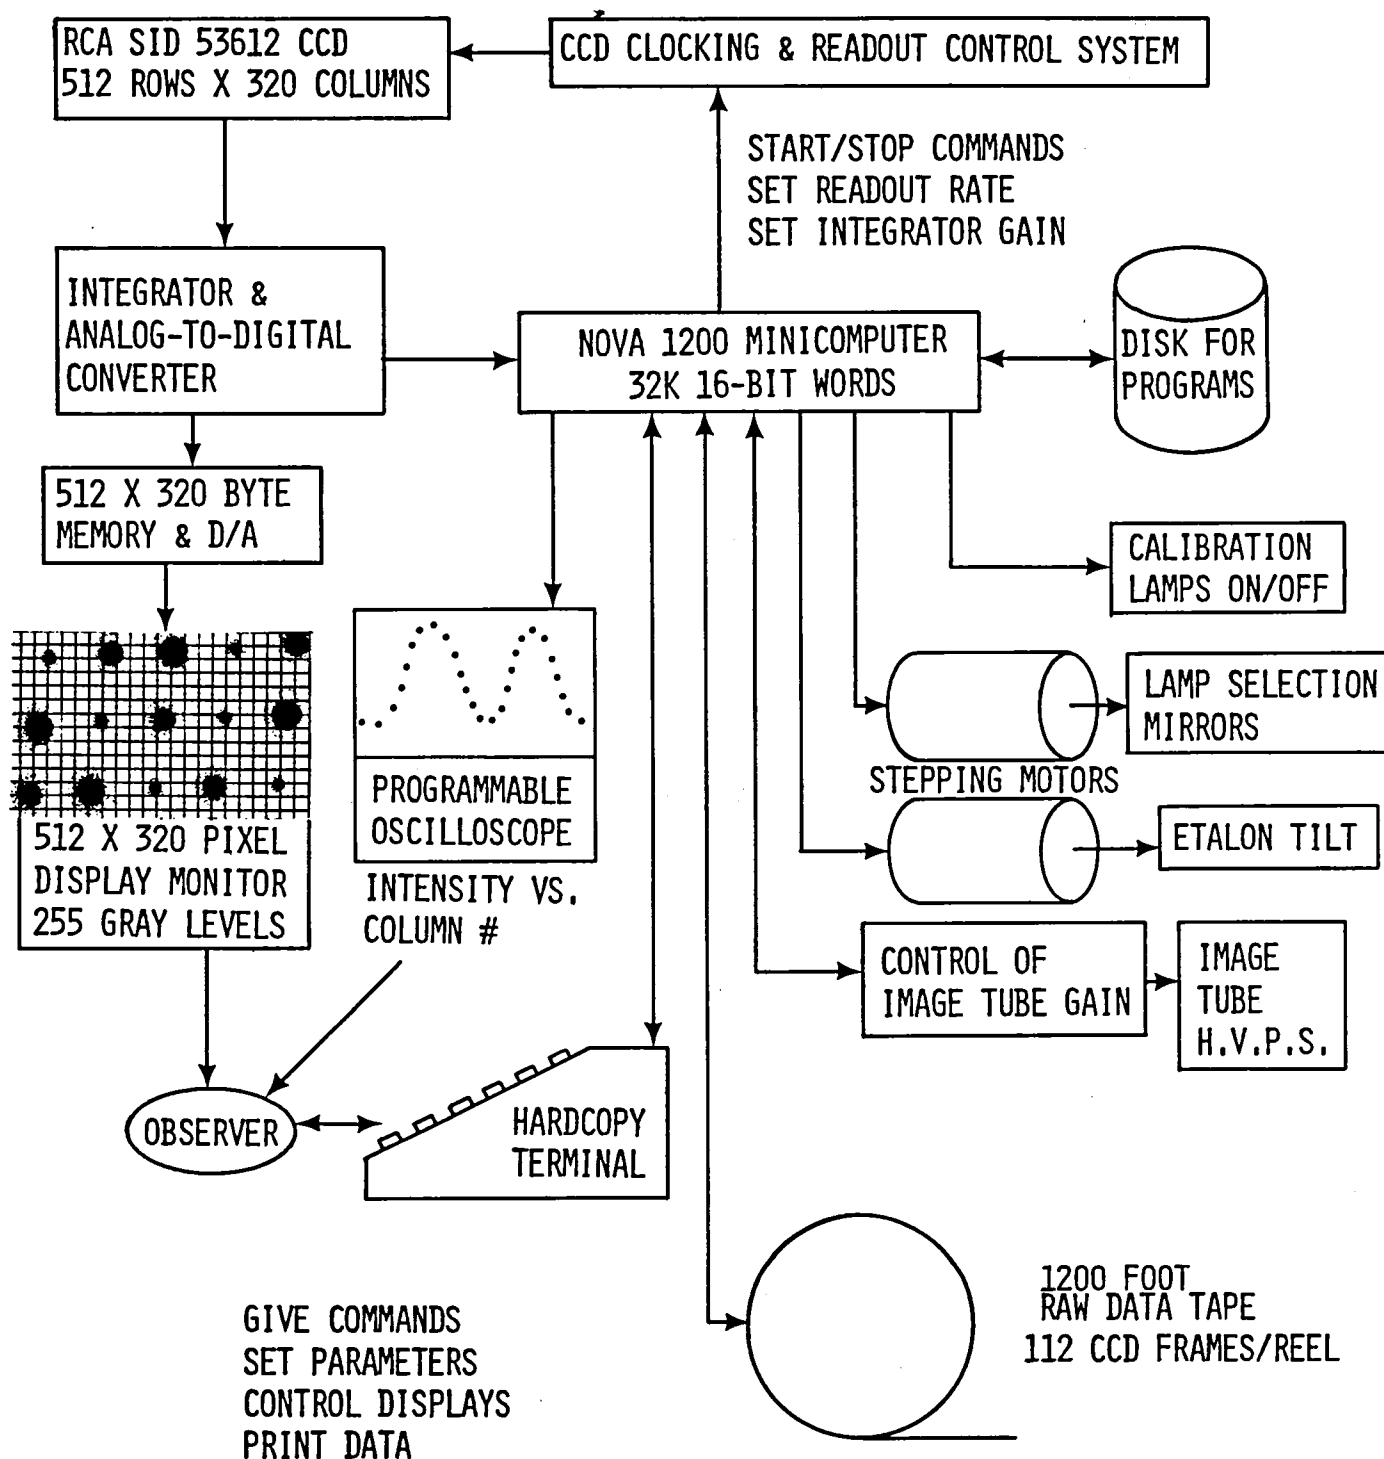 RCA SID 53612 CCD
512 ROWS X 320 COLUMNS
CCD CLOCKING & READOUT CONTROL SYSTEM
START/STOP COMMANDS
SET READOUT RATE
SET INTEGRATOR GAIN
INTEGRATOR &
ANALOG-TO-DIGITAL
CONVERTER
NOVA 1200 MINICOMPUTER
32K 16-BIT WORDS
DISK FOR
PROGRAMS
512 X 320 BYTE
MEMORY & D/A
CALIBRATION
LAMPS ON/OFF
LAMP SELECTION
MIRRORS
STEPPING MOTORS
PROGRAMMABLE
OSCILLOSCOPE
512 X 320 PIXEL
DISPLAY MONITOR
255 GRAY LEVELS
ETALON TILT
INTENSITY VS.
COLUMN #
CONTROL OF
IMAGE TUBE GAIN
IMAGE
TUBE
H.V.P.S.
OBSERVER
HARDCOPY
TERMINAL
1200 FOOT
RAW DATA TAPE
112 CCD FRAMES/REEL
GIVE COMMANDS
SET PARAMETERS
CONTROL DISPLAYS
PRINT DATA